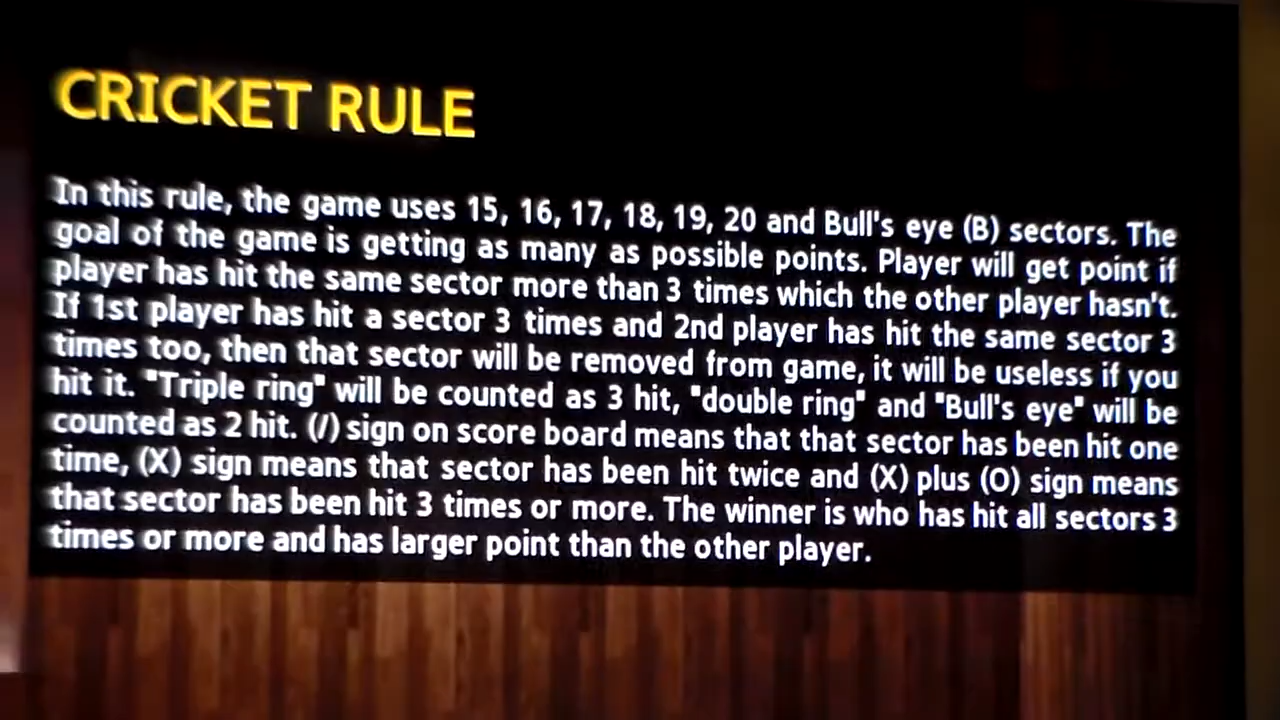 CRICKET RULE
In this rule, the game uses 15, 16, 17, 18, 19, 20 and Bull's eye (B) sectors. The
goal of the game is getting as many as possible points. Player will get point if
player has hit the same sector more than 3 times which the other player hasn't.
If 1st player has hit a sector 3 times and 2nd player has hit the same sector 3
times too, then that sector will be removed from game, it will be useless if you
hit it. "Triple ring" will be counted as 3 hit, "double ring" and "Bull's eye" will be
counted as 2 hit. (/) sign on score board means that that sector has been hit one
time, (X) sign means that sector has been hit twice and (X) plus (O) sign means
that sector has been hit 3 times or more. The winner is who has hit all sectors 3
times or more and has larger point than the other player.